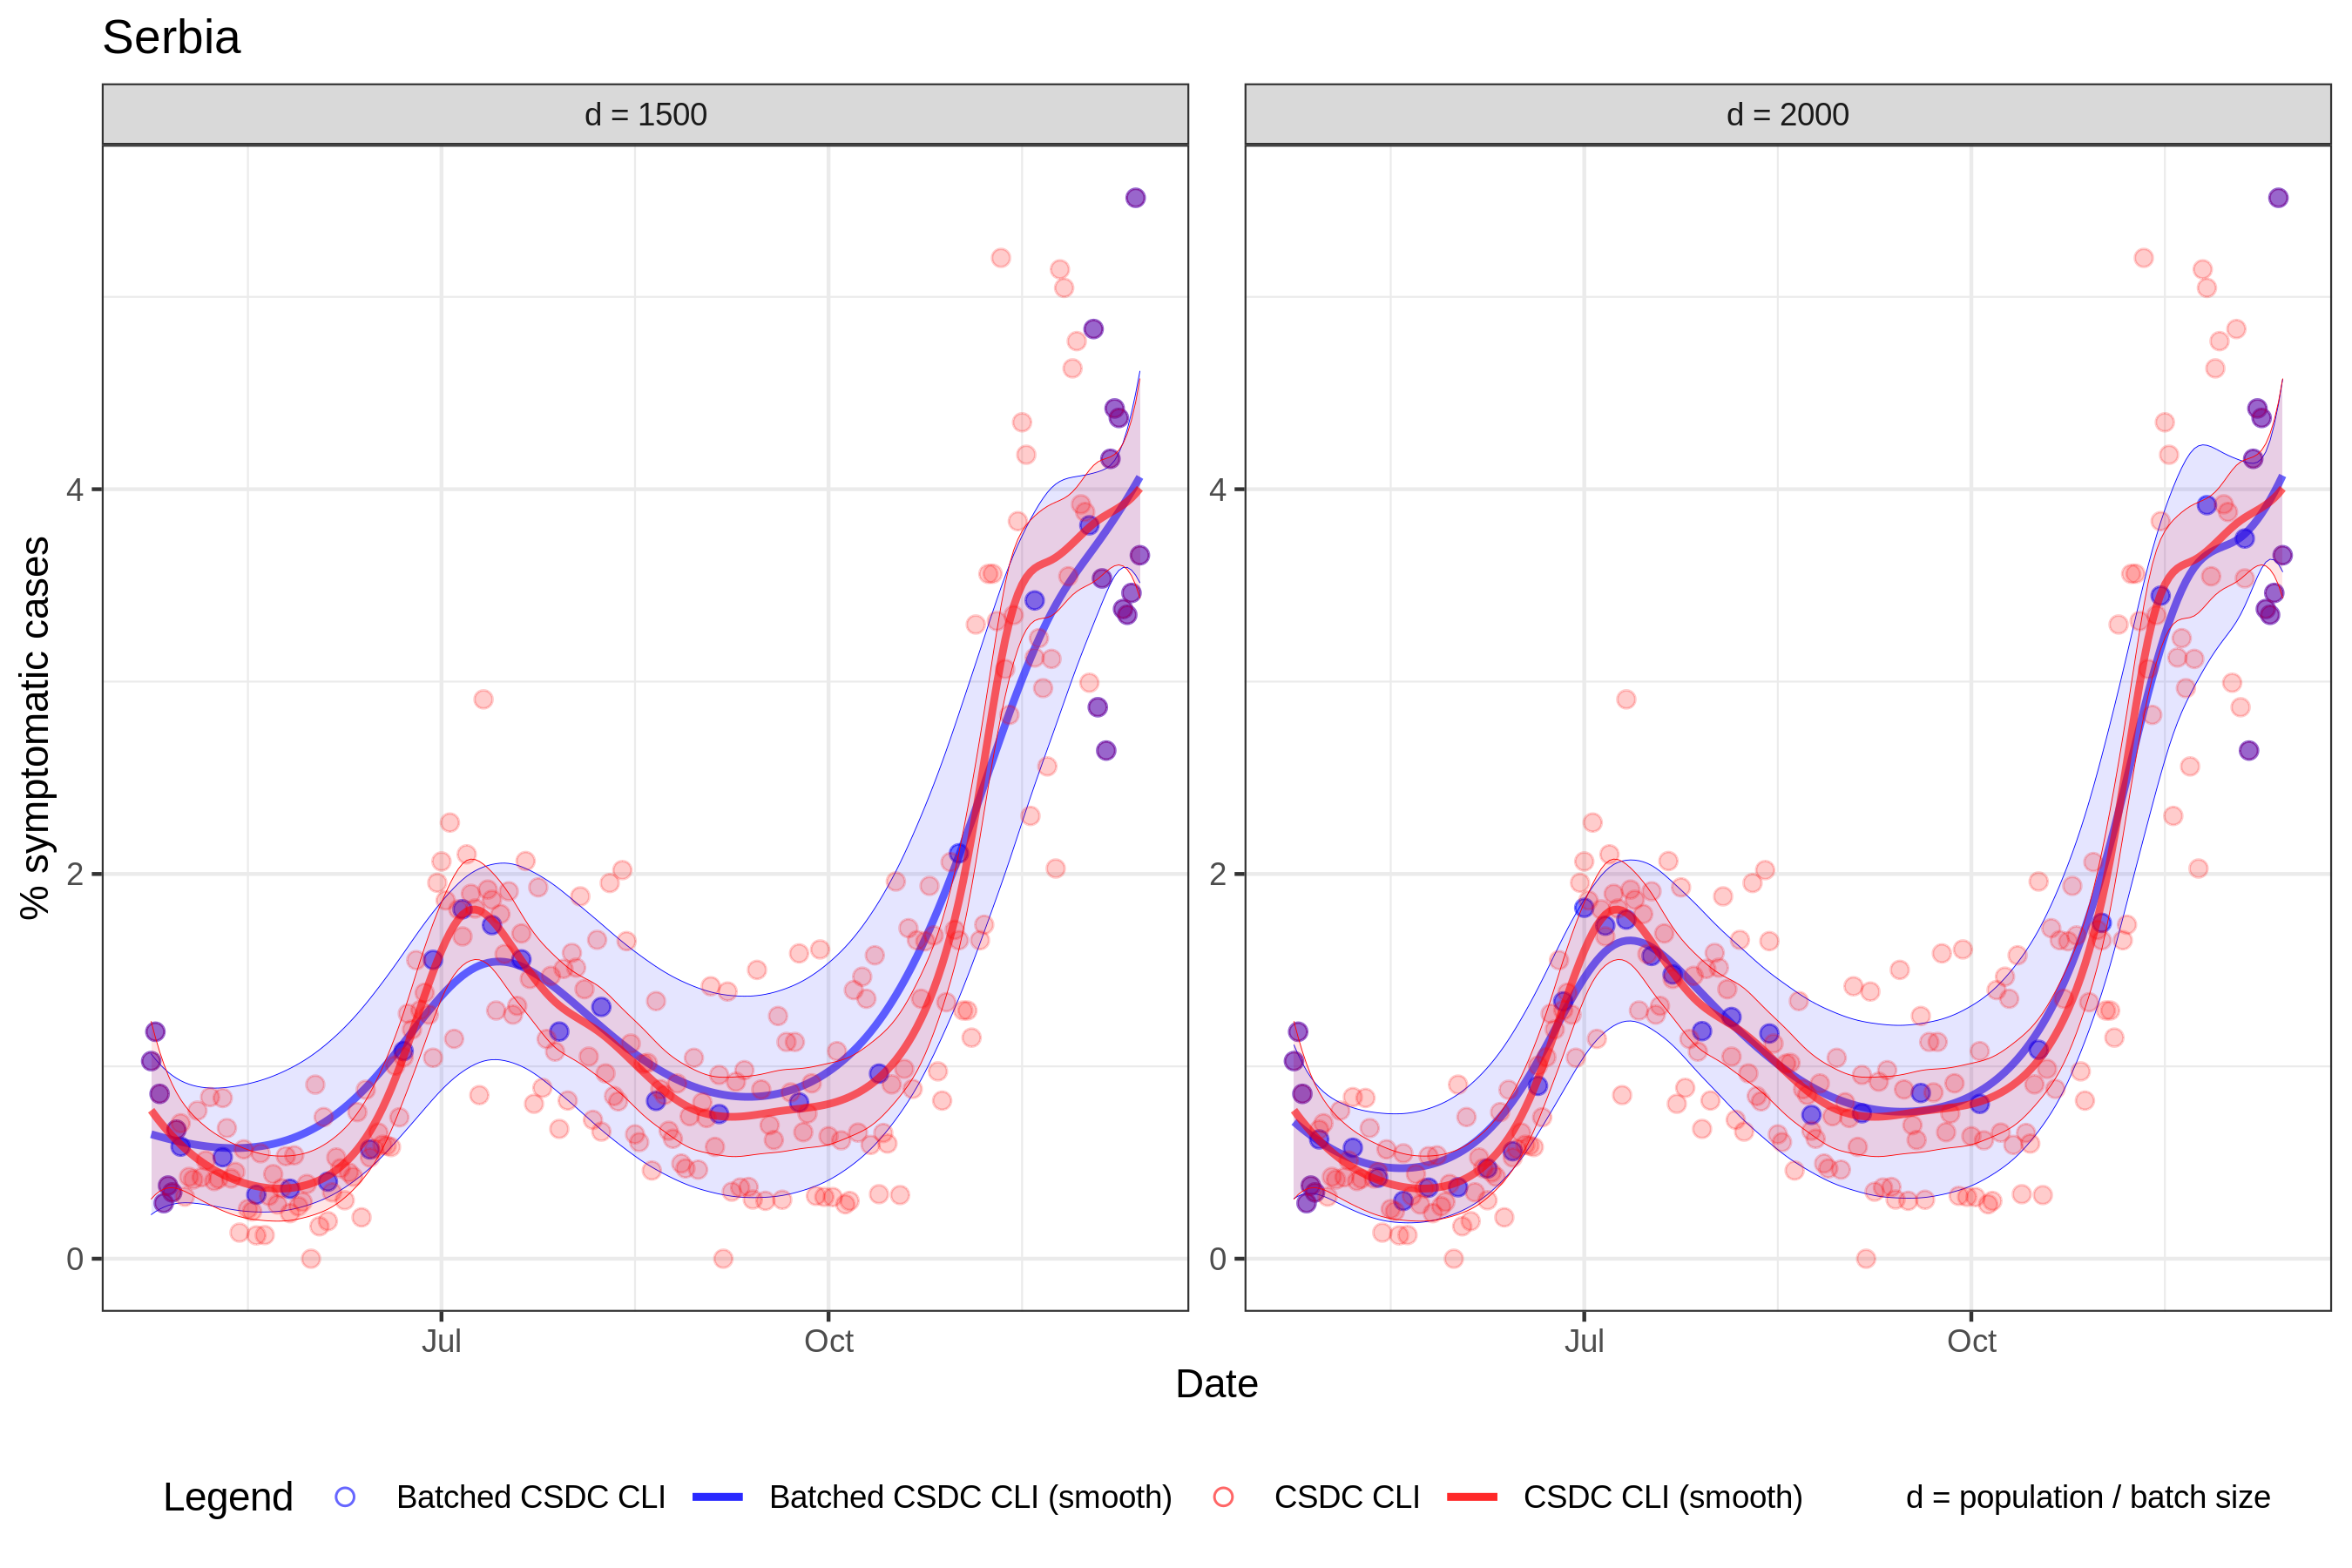 Serbia
d = 1500
d = 2000
% symptomatic cases
4
2
0
4
2
0
Jul
Oct
Jul
Oct
Date
Legend Batched CSDC CLI Batched CSDC CLI (smooth) CSDC CLI CSDC CLI (smooth) d = population / batch size